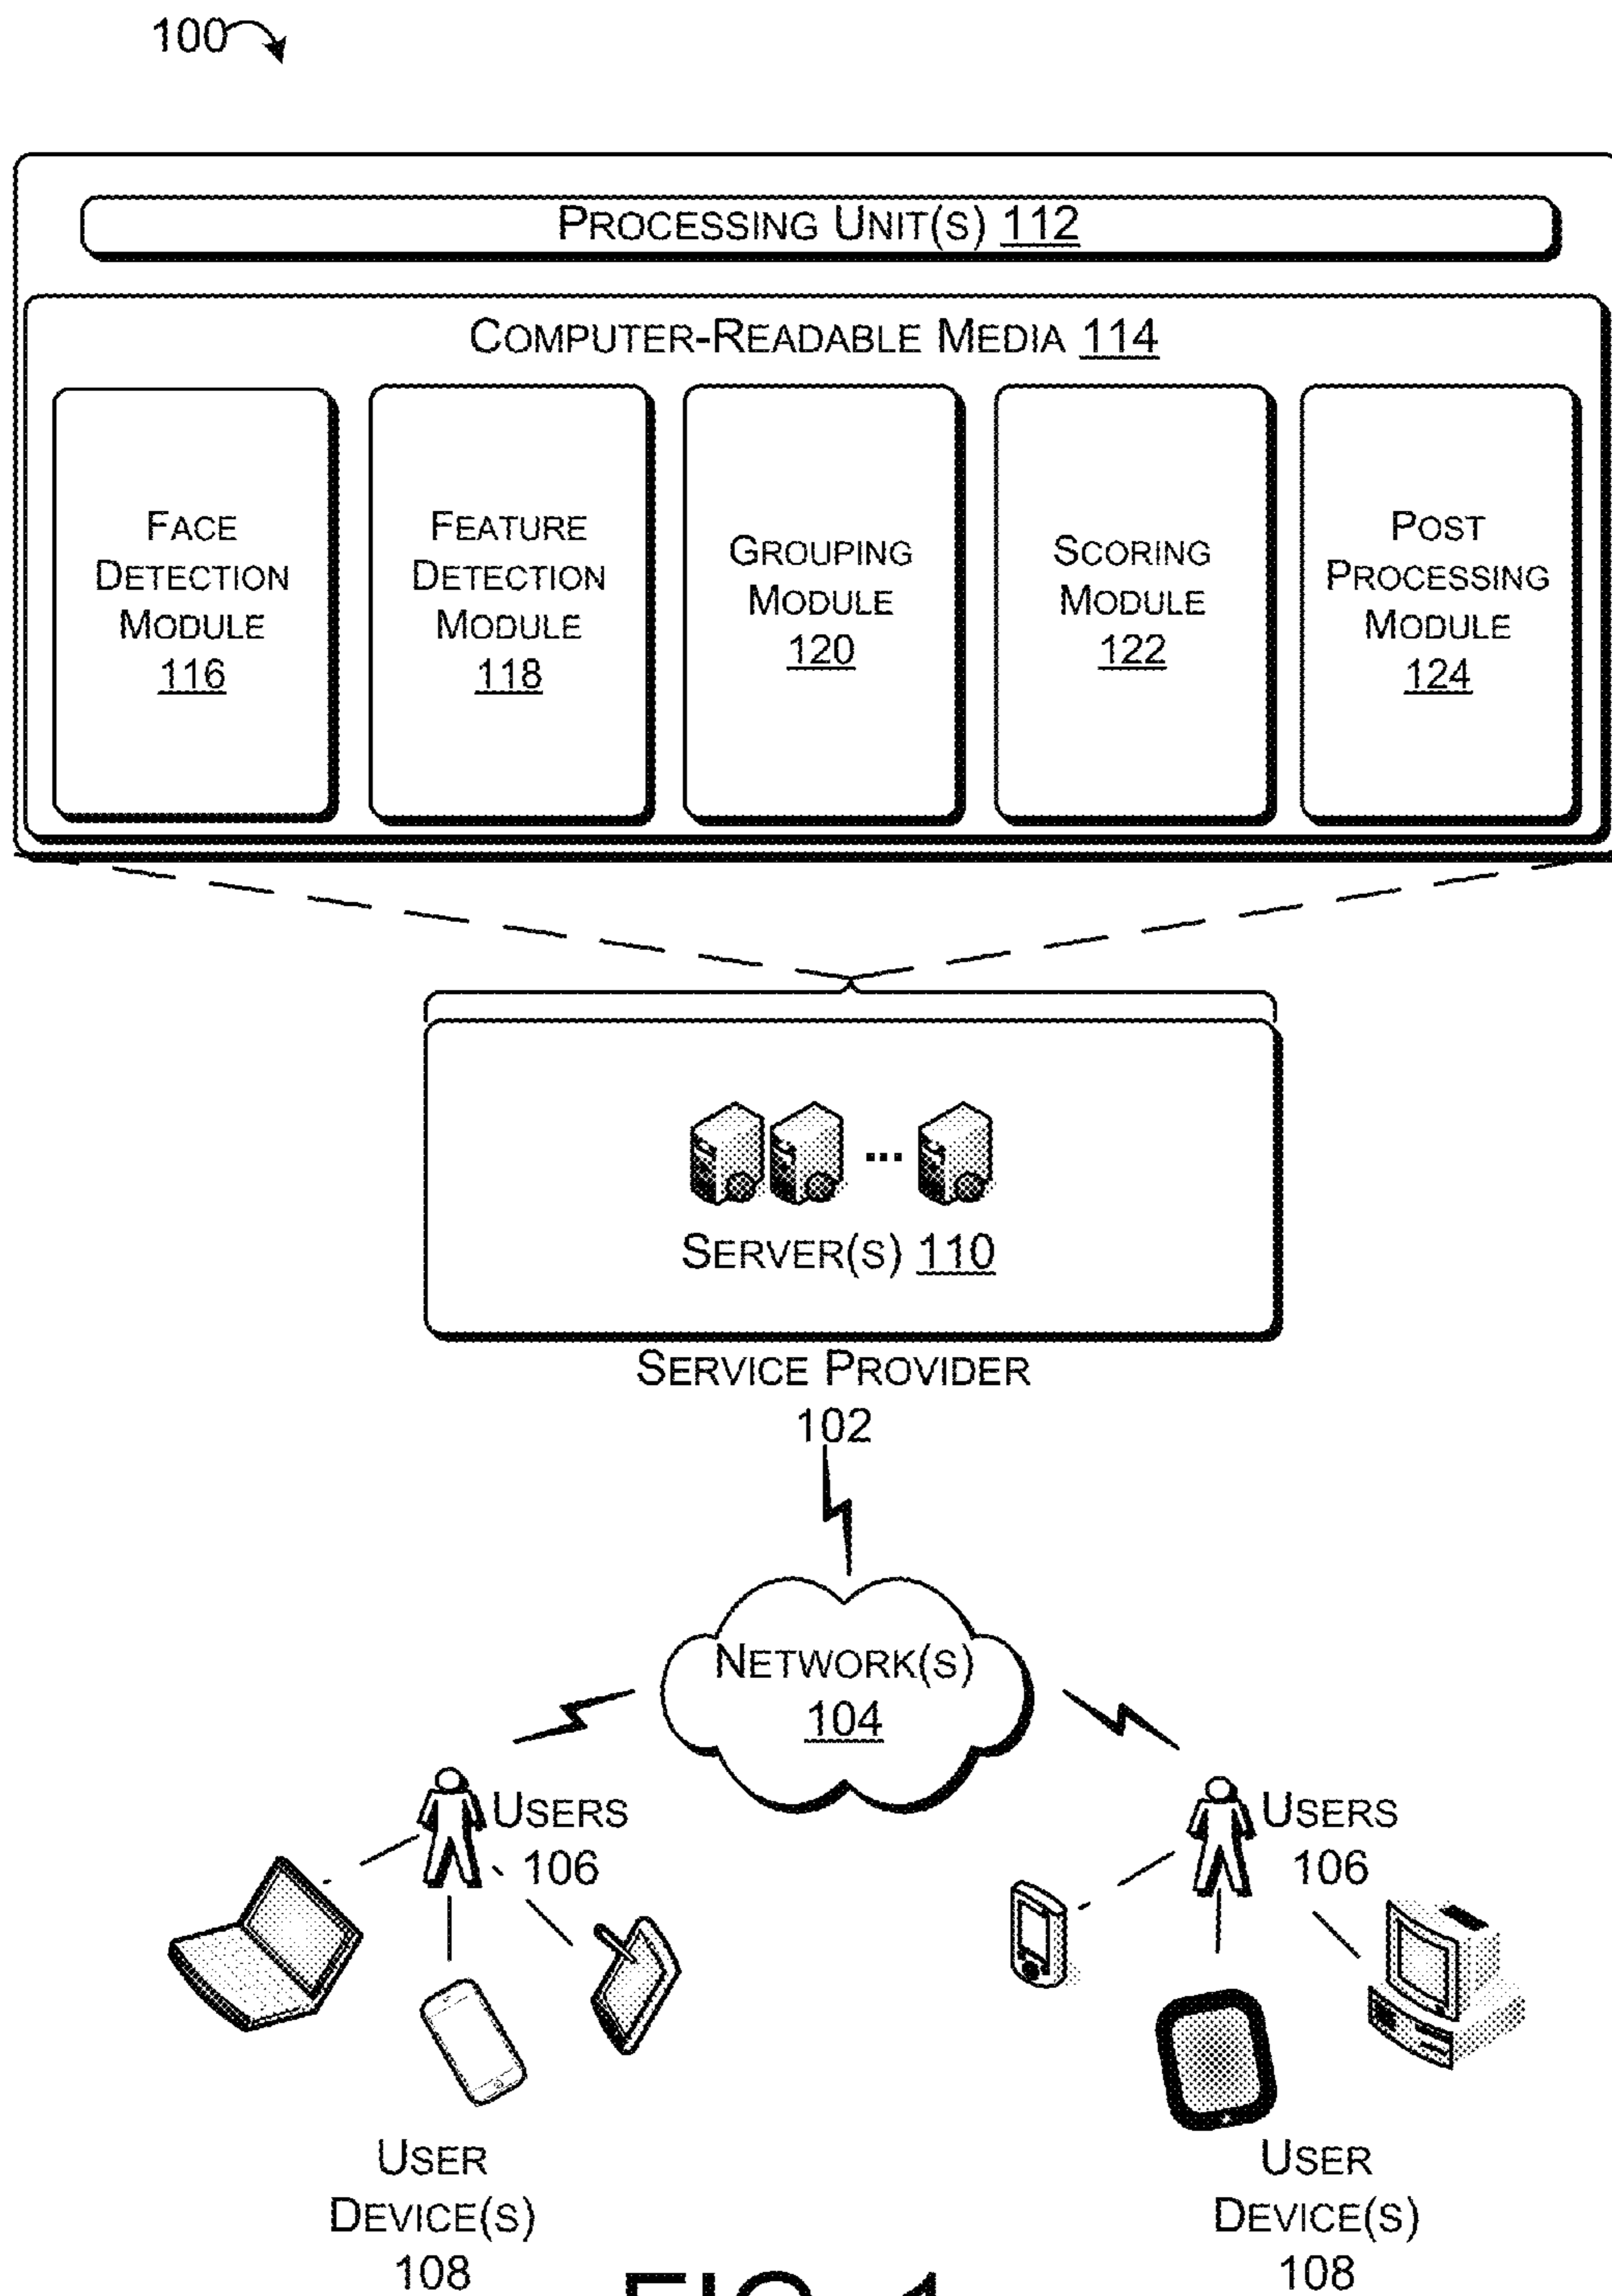 100
PROCESSING UNIT(S) 112
COMPUTER-READABLE MEDIA 114
FACE
DETECTION
MODULE
116
FEATURE
DETECTION
MODULE
118
GROUPING
MODULE
120
SCORING
MODULE
122
POST
PROCESSING
MODULE
124
...
SERVER(S) 110
SERVICE PROVIDER
102
NETWORK(S)
104
USERS
106
USERS
106
USER
DEVICE(S)
108
USER
DEVICE(S)
108
FIG. 1